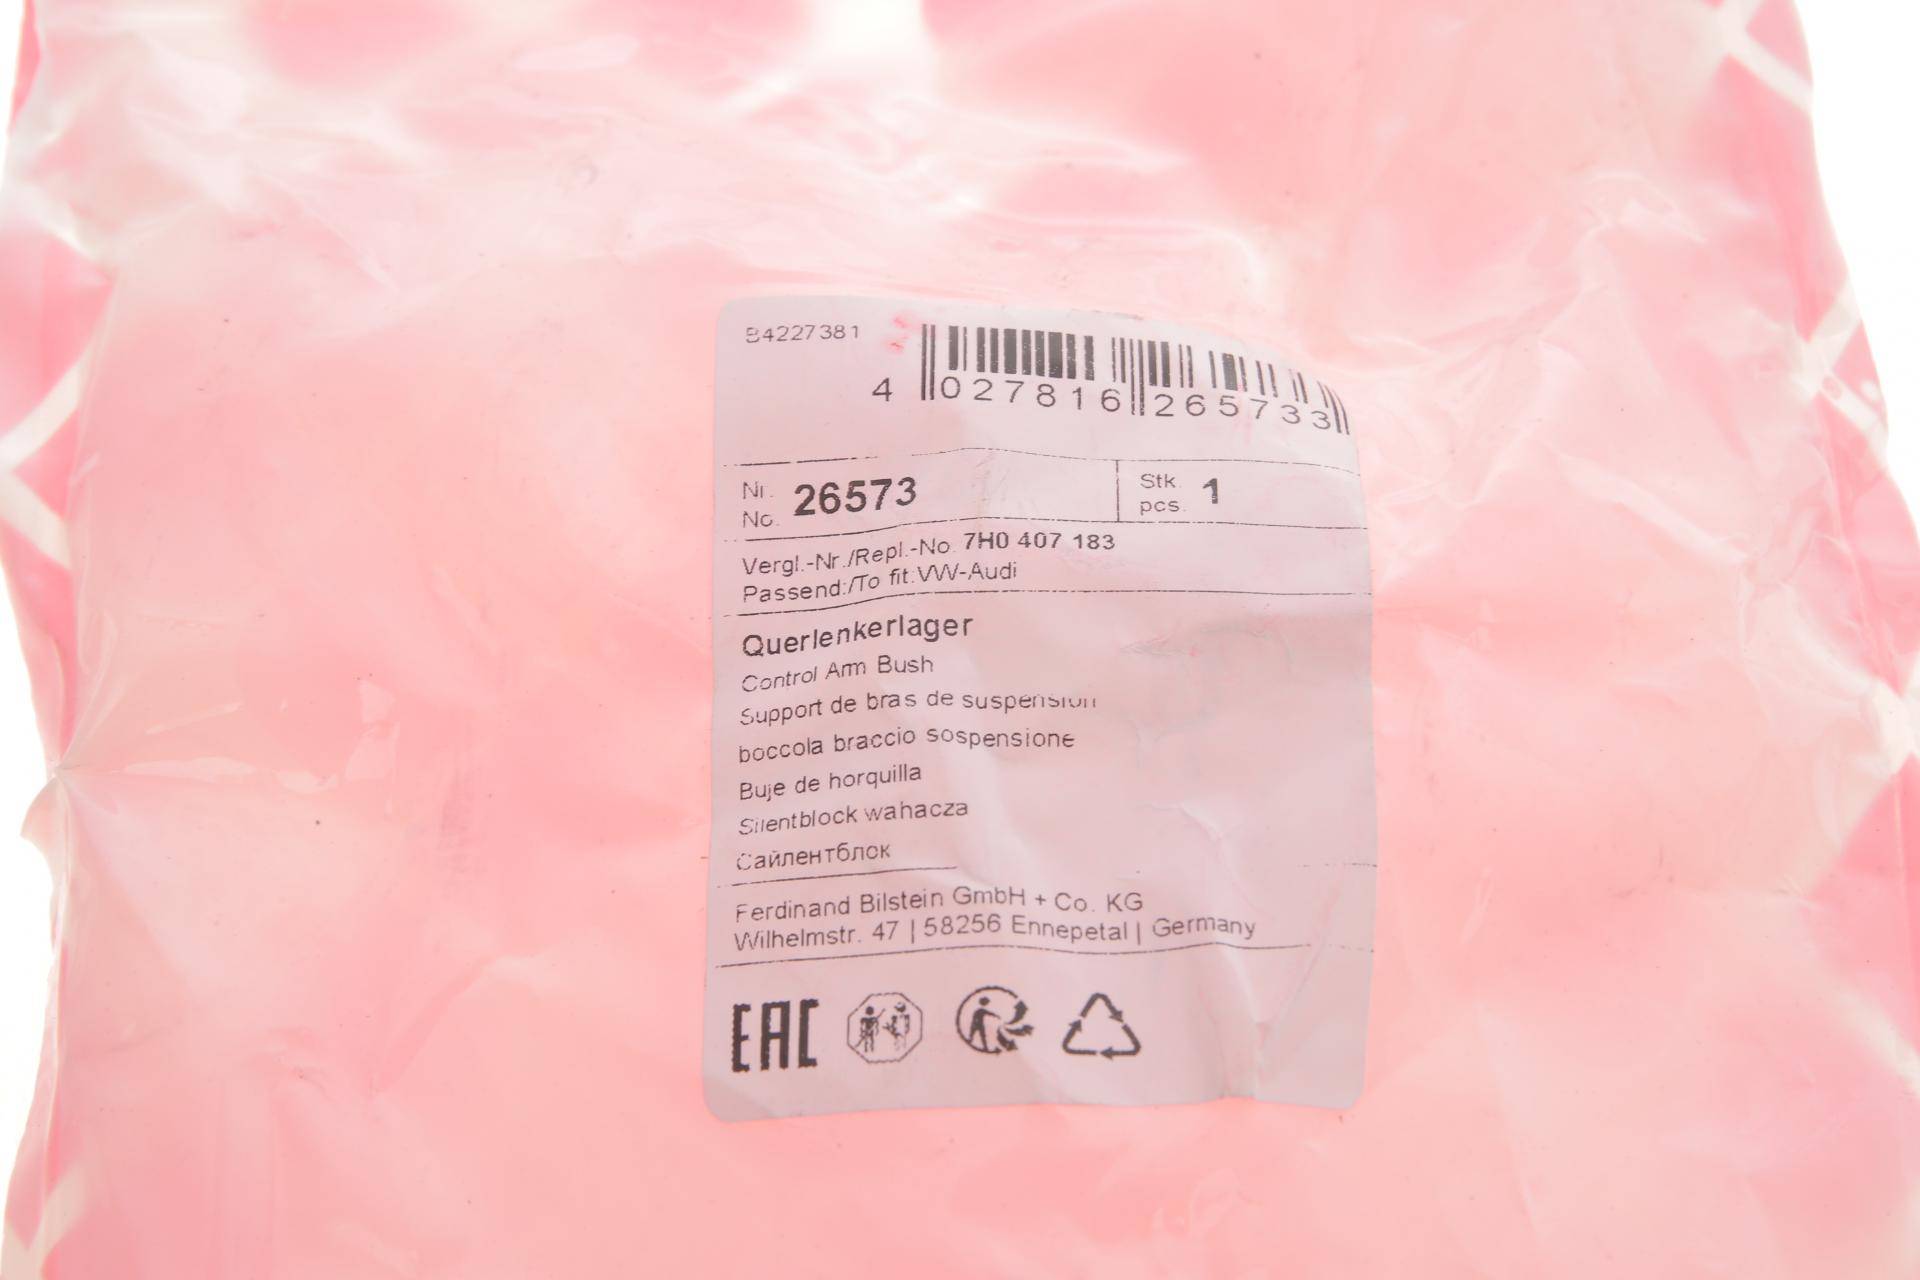 B4227381
4 027816 265733
Nr. No. 26573 Stk. pcs. 1
Vergl.-Nr./Repl.-No. 7H0 407 183
Passend:/To fit:VW-Audi
Querlenkerlager
Control Arm Bush
Support de bras de suspension
boccola braccio sospensione
Buje de horquilla
Silentblock wahacza
Сайлентблок
Ferdinand Bilstein GmbH + Co. KG
Wilhelmstr. 47 | 58256 Ennepetal | Germany
EAC